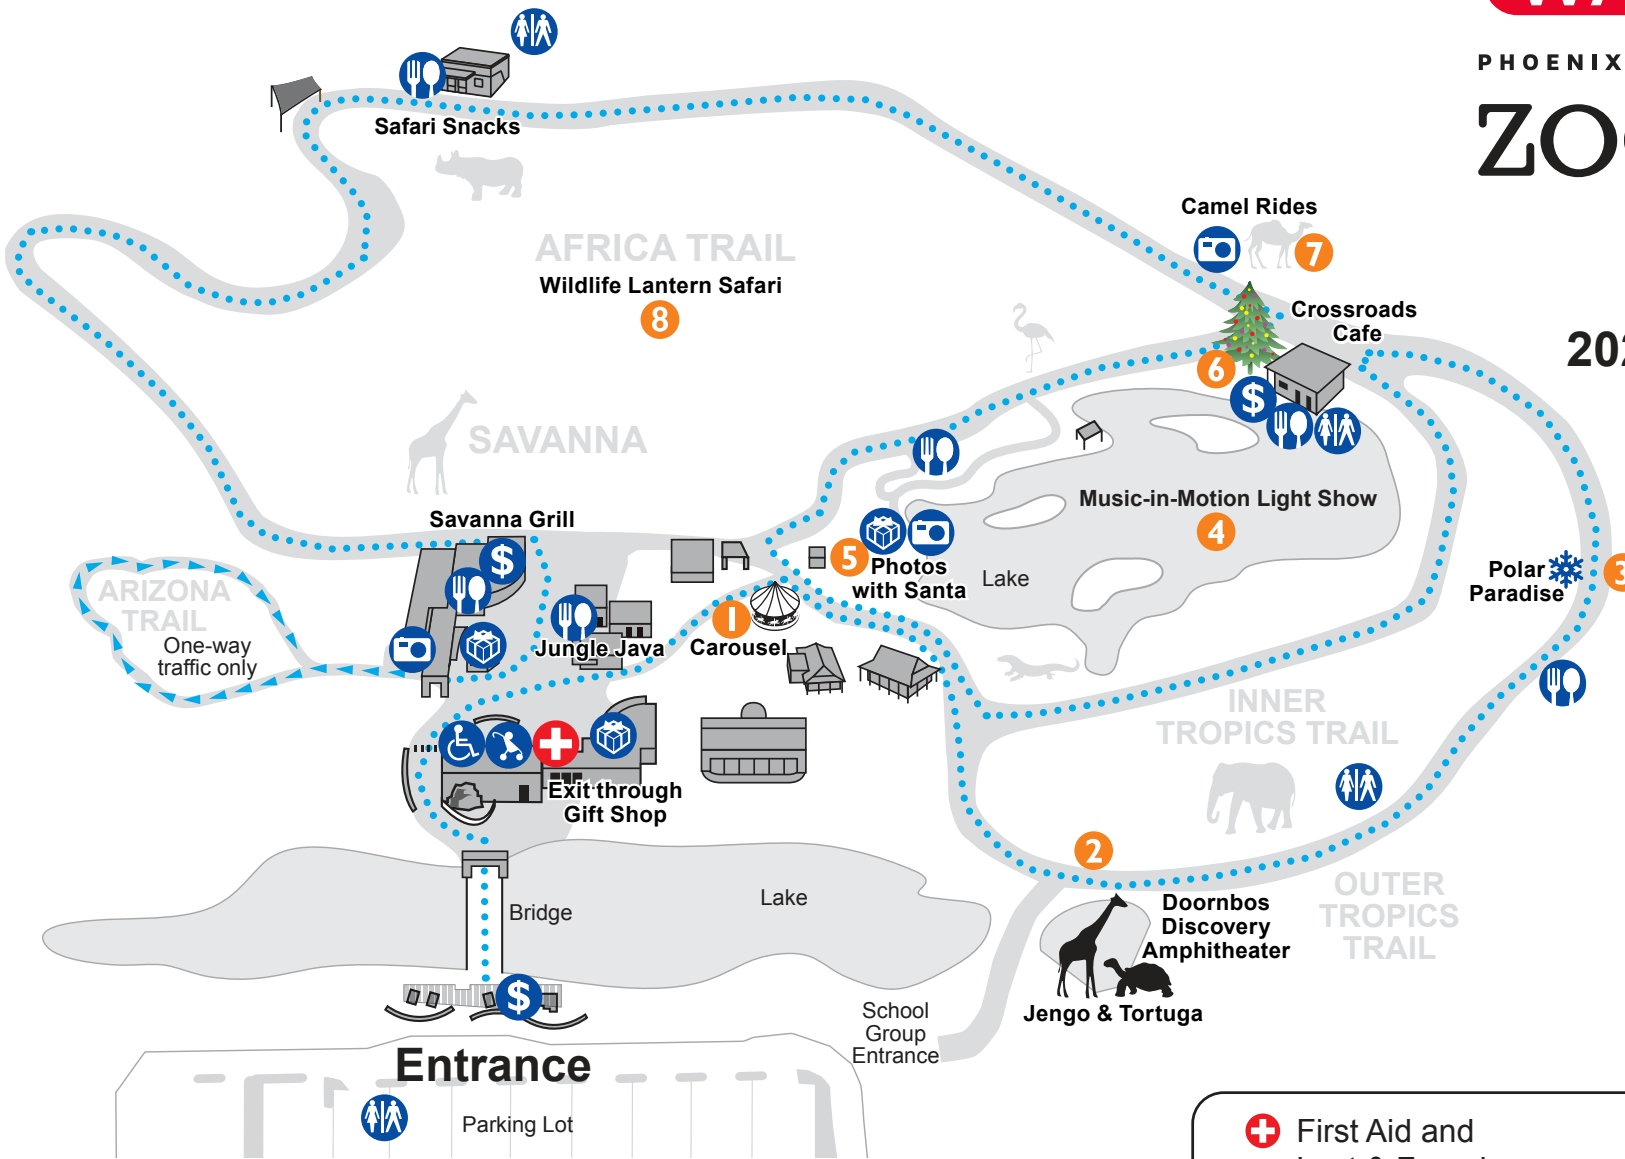 PHOENIX
Safari Snacks
Camel Rides
7
AFRICA TRAIL
Wildlife Lantern Safari
8
Crossroads
Cafe
6
$
SAVANNA
Savanna Grill
$
Music-in-Motion Light Show
4
5
Photos
with Santa
Lake
Polar
Paradise
3
ARIZONA
TRAIL
One-way
traffic only
Jungle Java
1
Carousel
INNER
TROPICS TRAIL
Exit through
Gift Shop
2
OUTER
TROPICS
TRAIL
Doornbos
Discovery
Amphitheater
Jengo & Tortuga
Bridge
Lake
$
School
Group
Entrance
Entrance
Parking Lot
First Aid and